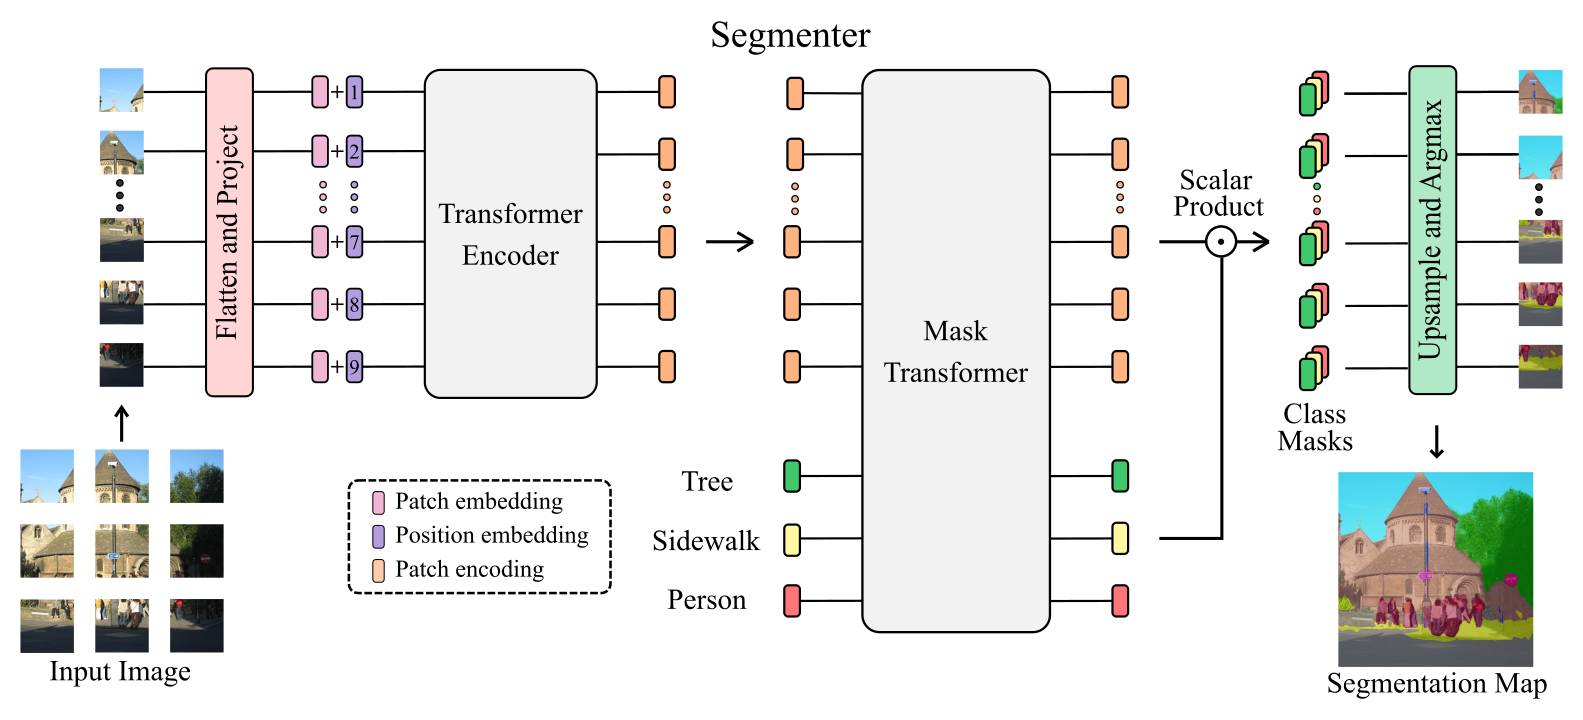 Segmenter
Flatten and Project
+ 1
+ 2
+ 7
+ 8
+ 9
Transformer
Encoder
Mask
Transformer
Scalar
Product
Upsample and Argmax
Class
Masks
Tree
Sidewalk
Person
Patch embedding
Position embedding
Patch encoding
Input Image
Segmentation Map